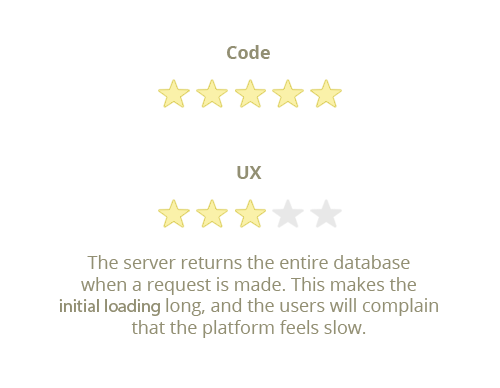 Code
UX
The server returns the entire database
when a request is made. This makes the
initial loading long, and the users will complain
that the platform feels slow.